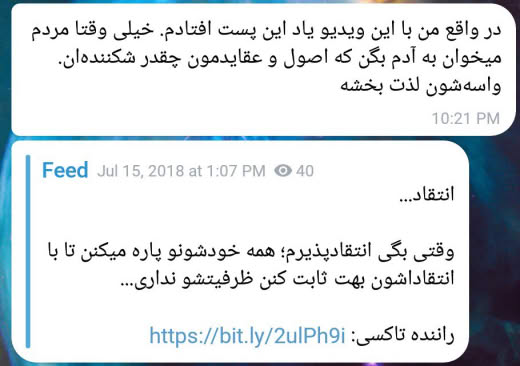 در واقع من با این ویدیو یاد این پست افتادم. خیلی وقتا مردم
میخوان به آدم بگن که اصول و عقایدمون چقدر شکننده‌ان.
واسه‌شون لذت بخشه
10:21 PM
Feed Jul 15, 2018 at 1:07 PM 40
انتقاد...
وقتی بگی انتقادپذیرم؛ همه خودشونو پاره میکنن تا با
انتقاداشون بهت ثابت کنن ظرفیتشو نداری...
راننده تاکسی: https://bit.ly/2ulPh9i